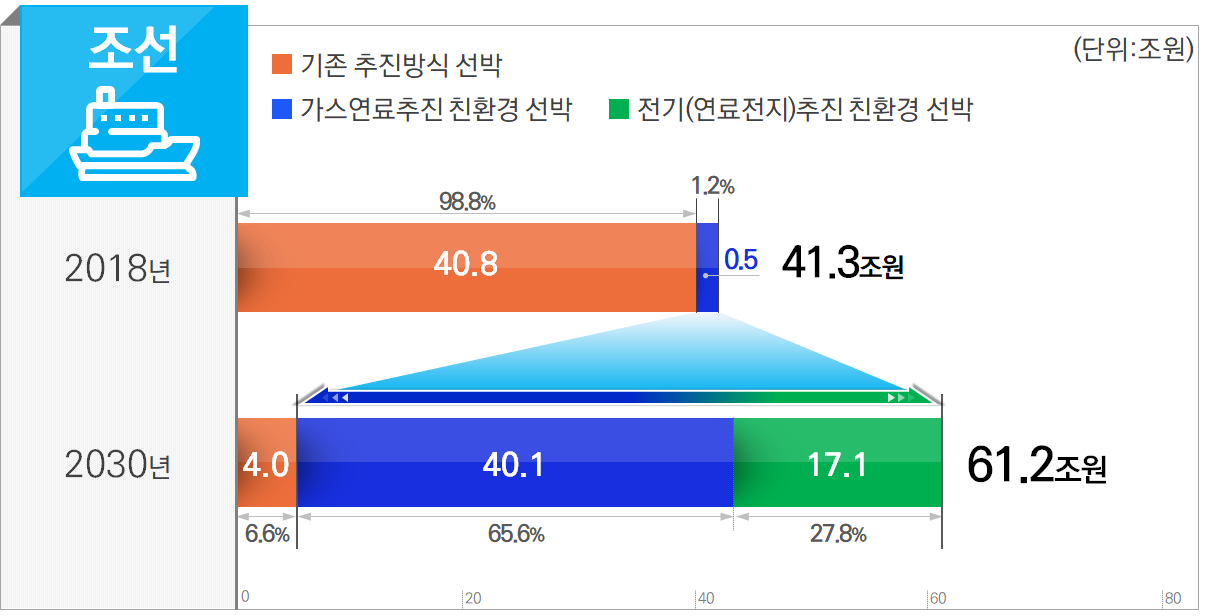 조선
(단위:조원)
기존 추진방식 선박
가스연료추진 친환경 선박 전기(연료전지)추진 친환경 선박
98.8% 1.2%
2018년 40.8 0.5 41.3조원
2030년 4.0 40.1 17.1 61.2조원
6.6% 65.6% 27.8%
0 20 40 60 80